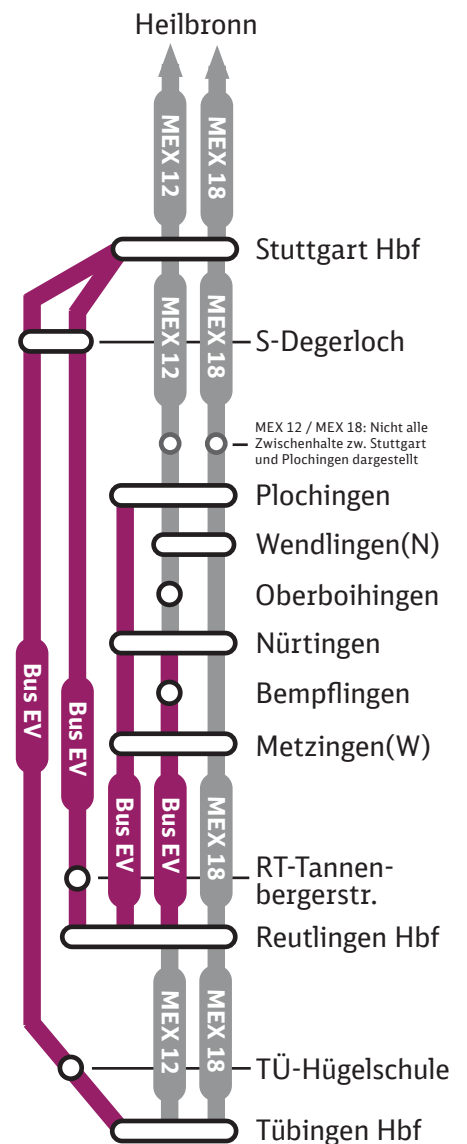 Heilbronn
MEX 12
MEX 18
Stuttgart Hbf
MEX 12
MEX 18
S-Degerloch
MEX 12 / MEX 18: Nicht alle
Zwischenhalte zw. Stuttgart
und Plochingen dargestellt
Plochingen
Wendlingen(N)
Oberboihingen
Nürtingen
Bus EV
Bus EV
Bempflingen
Metzingen(W)
Bus EV
Bus EV
MEX 18
RT-Tannen-
bergerstr.
Reutlingen Hbf
MEX 12
MEX 18
TÜ-Hügelschule
Tübingen Hbf